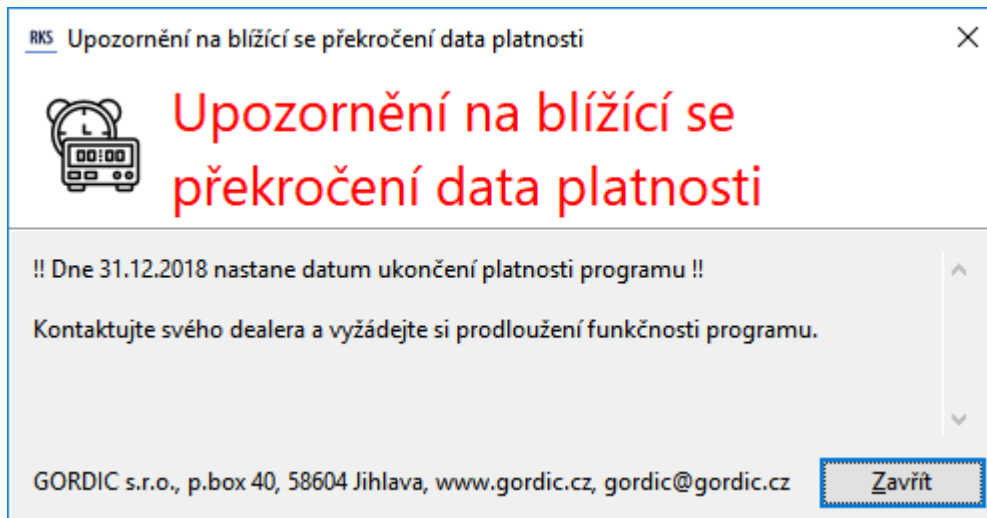 RKS Upozornění na blížící se překročení data platnosti
Upozornění na blížící se
překročení data platnosti
00:00
!! Dne 31.12.2018 nastane datum ukončení platnosti programu !!
Kontaktujte svého dealera a vyžádejte si prodloužení funkčnosti programu.
GORDIC s.r.o., p.box 40, 58604 Jihlava, www.gordic.cz, gordic@gordic.cz
Zavřít